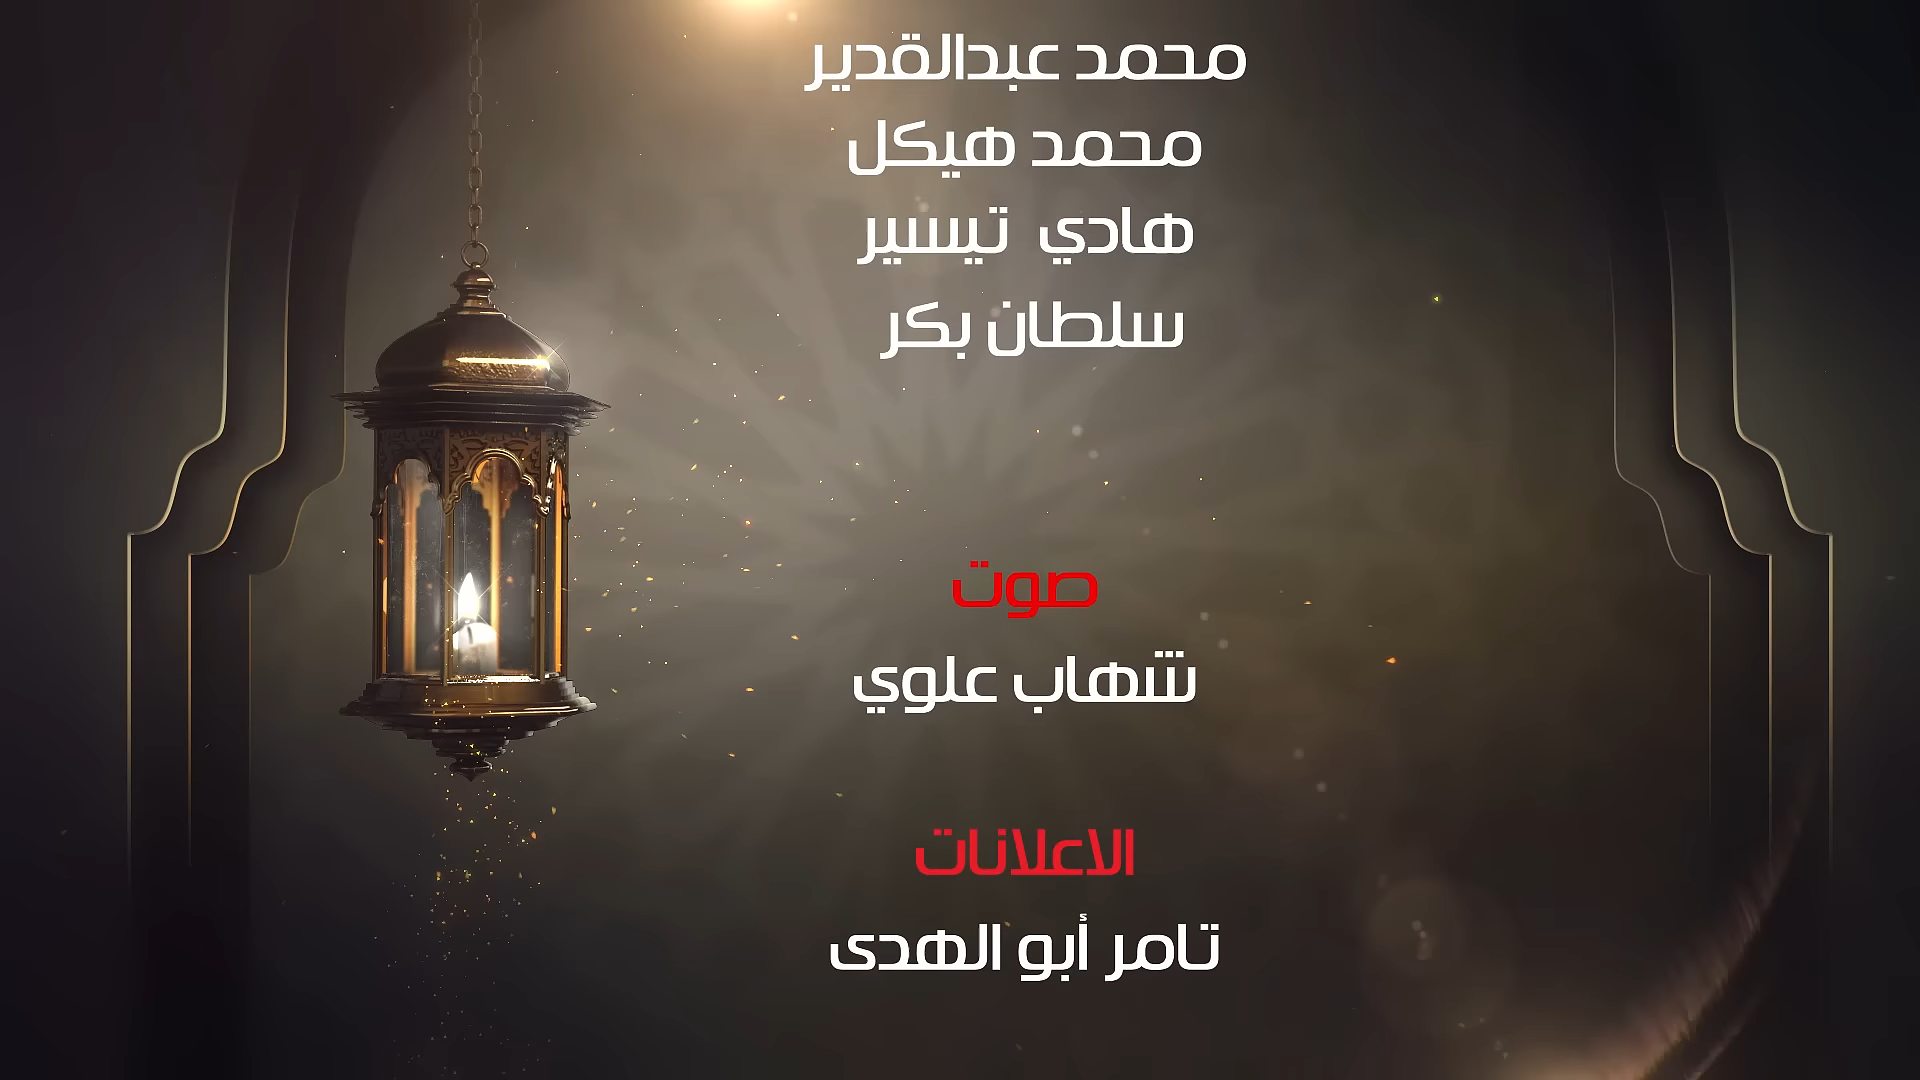 محمد عبدالقدير
محمد هيكل
هادي تيسير
سلطان بكر
صوت
شهاب علوي
الاعلانات
تامر أبو الهدى